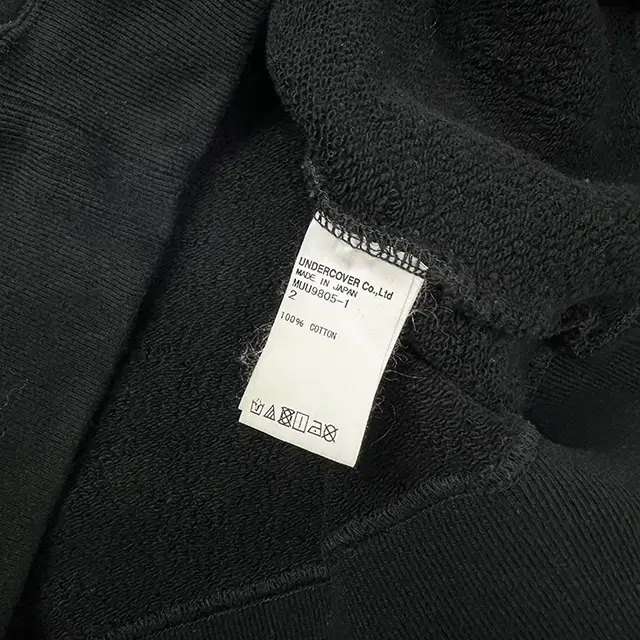 UNDERCOVER Co.,Ltd
MADE IN JAPAN
MUU9805-1
2
100% COTTON